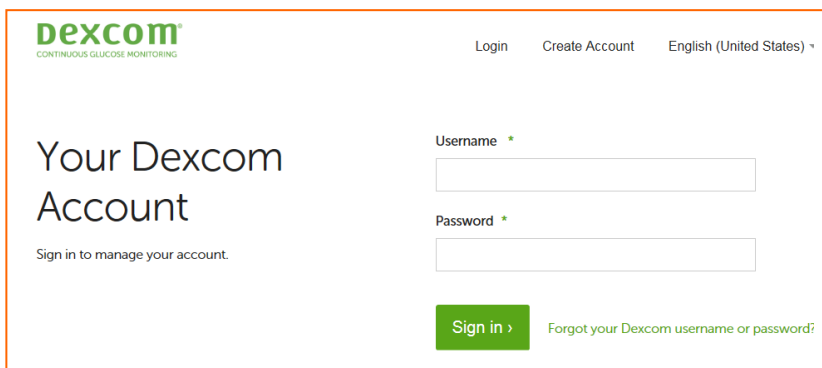 Dexcom®
CONTINUOUS GLUCOSE MONITORING
Login Create Account English (United States)
Your Dexcom
Account
Sign in to manage your account.
Username *
Password *
Sign in ›
Forgot your Dexcom username or password?